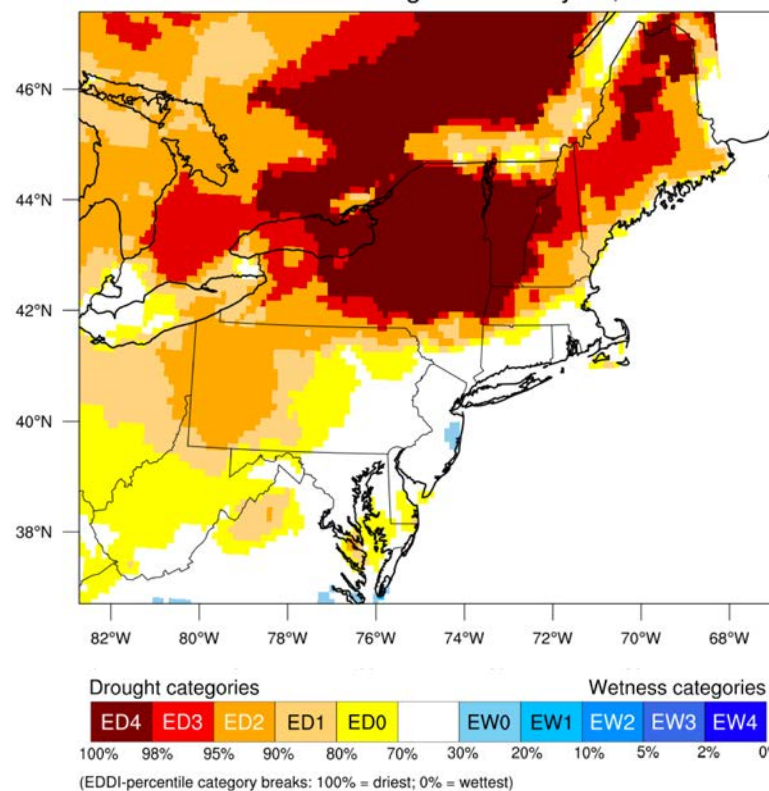 46°N
44°N
42°N
40°N
38°N
82°W 80°W 78°W 76°W 74°W 72°W 70°W 68°W
Drought categories Wetness categories
ED4 ED3 ED2 ED1 ED0 EW0 EW1 EW2 EW3 EW4
100% 98% 95% 90% 80% 70% 30% 20% 10% 5% 2% 0%
(EDDI-percentile category breaks: 100% = driest; 0% = wettest)